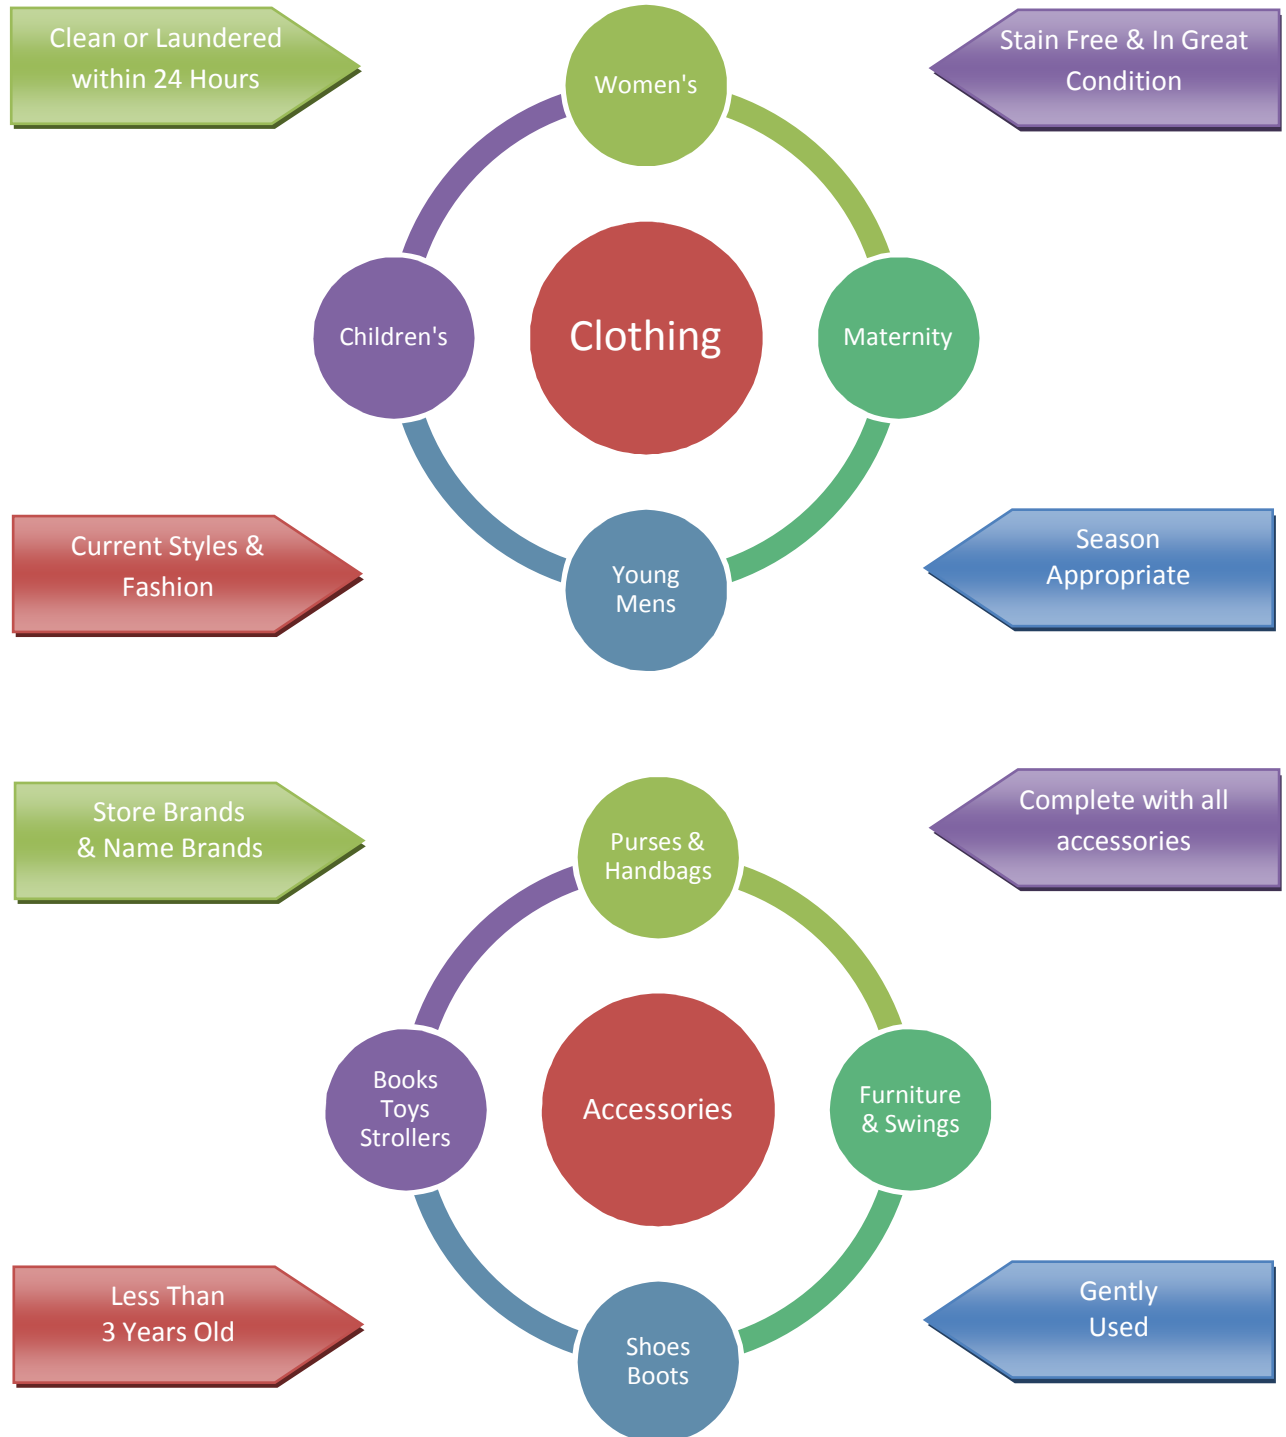 Clean or Laundered
within 24 Hours
Women's
Stain Free & In Great
Condition
Children's
Clothing
Maternity
Current Styles &
Fashion
Young
Mens
Season
Appropriate
Store Brands
& Name Brands
Purses &
Handbags
Complete with all
accessories
Books
Toys
Strollers
Accessories
Furniture
& Swings
Less Than
3 Years Old
Shoes
Boots
Gently
Used